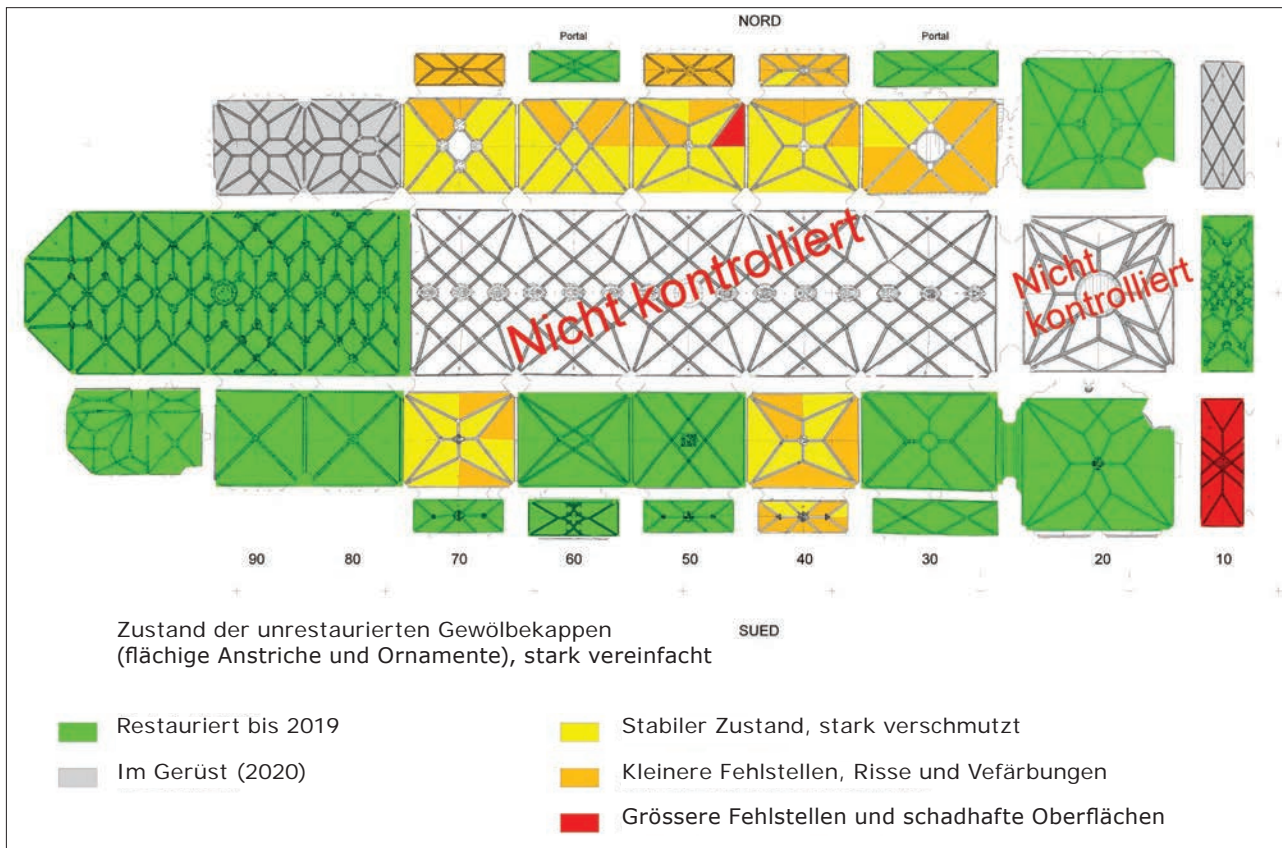 NORD
Portal
Portal
Nicht kontrolliert
Nicht
kontrolliert
90
80
70
60
50
40
30
20
10
Zustand der unrestaurierten Gewölbekappen
(flächige Anstriche und Ornamente), stark vereinfacht
SUED
Restauriert bis 2019
Im Gerüst (2020)
Stabiler Zustand, stark verschmutzt
Kleinere Fehlstellen, Risse und Vefärbungen
Grössere Fehlstellen und schadhafte Oberflächen